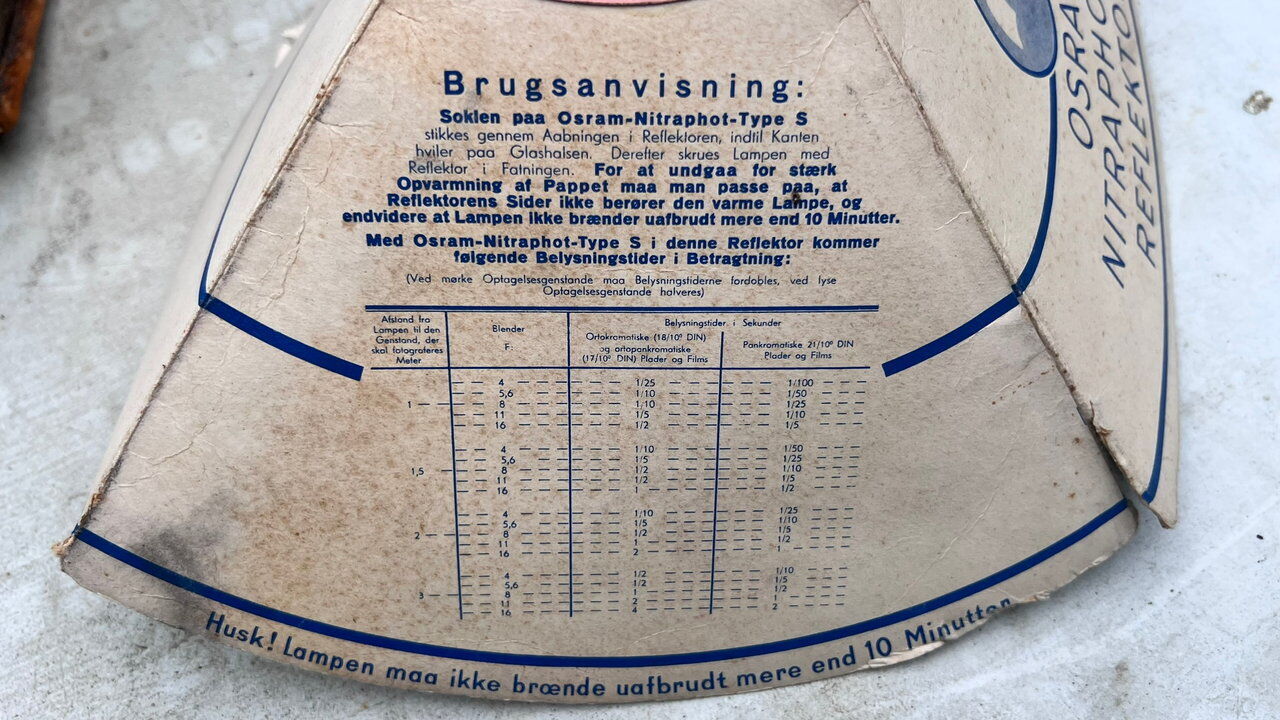 Brugsanvisning:
Soklen paa Osram-Nitraphot-Type S
stikkes gennem Aabningen i Reflektoren, indtil Kanten
hviler paa Glashalsen. Derefter skrues Lampen med
Reflektor i Fatningen. For at undgaa for stærk
Opvarmning af Pappet maa man passe paa, at
Reflektorens Sider ikke berører den varme Lampe, og
endvidere at Lampen ikke brænder uafbrudt mere end 10 Minutter.
Med Osram-Nitraphot-Type S i denne Reflektor kommer
følgende Belysningstider i Betragtning:
(Ved mørke Optagelsesgenstande maa Belysningstiderne fordobles, ved lyse
Optagelsesgenstande halveres)
Afstand fra
Lampen til den
Genstand, der
skal fotograferes
Meter
Blender
F.
Belysningstider i Sekunder
Ortokromatiske (18/10° DIN)
og ortopankromatiske
(17/10° DIN) Plader og Films
Pankromatiske 21/10° DIN
Plader og Films
4 1/25 1/100
5,6 1/10 1/50
1 8 1/10 1/25
11 1/5 1/10
16 1/2 1/5
4 1/10 1/50
5,6 1/5 1/25
1,5 8 1/2 1/10
11 1/2 1/5
16 1 1/2
4 1/10 1/25
5,6 1/5 1/10
2 8 1/2 1/5
11 1 1/2
16 2 1
4 1/2 1/10
5,6 1/2 1/5
3 8 1 1/2
11 2 1
16 4 2
Husk! Lampen maa ikke brænde uafbrudt mere end 10 Minutter
NITRAPHO
REFLEKTO